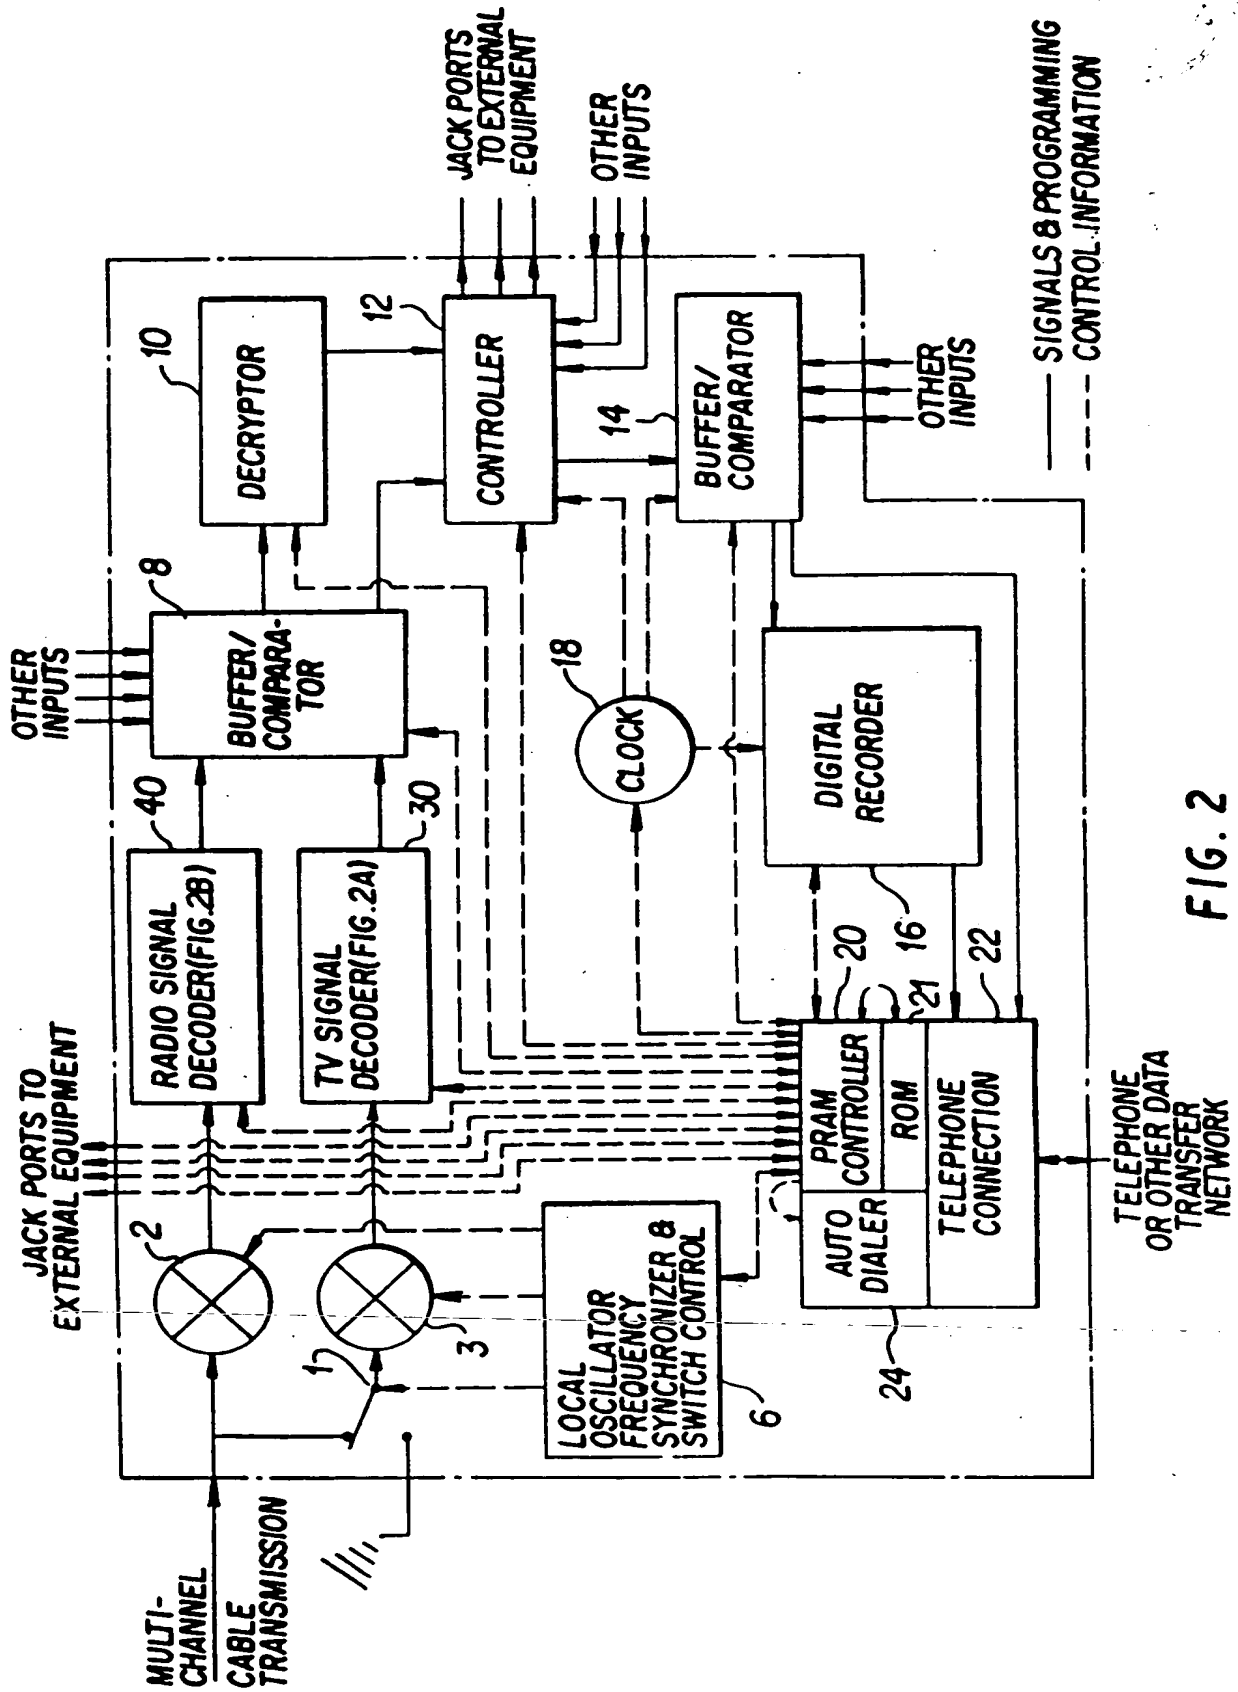 MULTI-
CHANNEL
CABLE
TRANSMISSION
JACK PORTS TO
EXTERNAL EQUIPMENT
OTHER
INPUTS
2
1
3
RADIO SIGNAL
DECODER(FIG.2B)
40
TV SIGNAL
DECODER(FIG.2A)
30
BUFFER/
COMPARA-
TOR
8
DECRYPTOR
10
CONTROLLER
12
JACK PORTS
TO EXTERNAL
EQUIPMENT
OTHER
INPUTS
LOCAL
OSCILLATOR
FREQUENCY
SYNCHRONIZER &
SWITCH CONTROL
6
CLOCK
18
BUFFER/
COMPARATOR
14
OTHER
INPUTS
DIGITAL
RECORDER
16
AUTO
DIALER
24
PRAM
CONTROLLER
20
ROM
21
TELEPHONE
CONNECTION
22
TELEPHONE
OR OTHER DATA
TRANSFER
NETWORK
SIGNALS & PROGRAMMING
CONTROL INFORMATION
FIG. 2